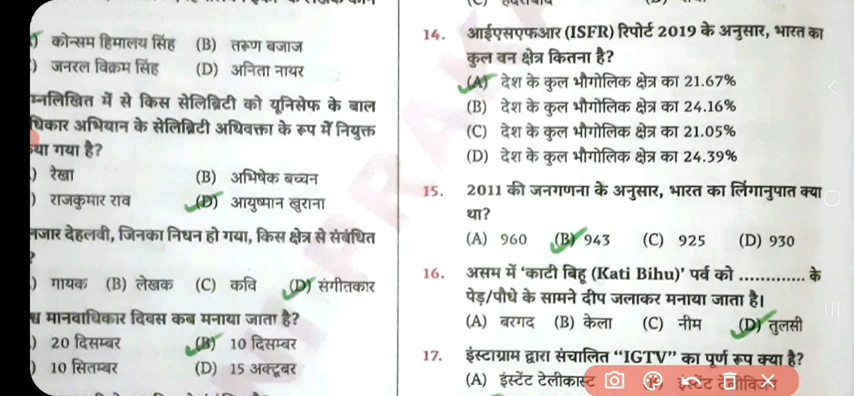 कोन्सम हिमालय सिंह (B) तरूण बजाज
जनरल विक्रम सिंह (D) अनिता नायर
म्नलिखित में से किस सेलिब्रिटी को यूनिसेफ के बाल
धिकार अभियान के सेलिब्रिटी अधिवक्ता के रूप में नियुक्त
या गया है?
) रेखा (B) अभिषेक बच्चन
) राजकुमार राव (D) आयुष्मान खुराना
नजार देहलवी, जिनका निधन हो गया, किस क्षेत्र से संबंधित
?
) गायक (B) लेखक (C) कवि (D) संगीतकार
श्व मानवाधिकार दिवस कब मनाया जाता है?
) 20 दिसम्बर (B) 10 दिसम्बर
) 10 सितम्बर (D) 15 अक्टूबर
14. आईएसएफआर (ISFR) रिपोर्ट 2019 के अनुसार, भारत का
कुल वन क्षेत्र कितना है?
(A) देश के कुल भौगोलिक क्षेत्र का 21.67%
(B) देश के कुल भौगोलिक क्षेत्र का 24.16%
(C) देश के कुल भौगोलिक क्षेत्र का 21.05%
(D) देश के कुल भौगोलिक क्षेत्र का 24.39%
15. 2011 की जनगणना के अनुसार, भारत का लिंगानुपात क्या
था?
(A) 960 (B) 943 (C) 925 (D) 930
16. असम में ‘काटी बिहू (Kati Bihu)’ पर्व को ............. के
पेड़/पौधे के सामने दीप जलाकर मनाया जाता है।
(A) बरगद (B) केला (C) नीम (D) तुलसी
17. इंस्टाग्राम द्वारा संचालित “IGTV” का पूर्ण रूप क्या है?
(A) इंस्टेंट टेलीकास्ट